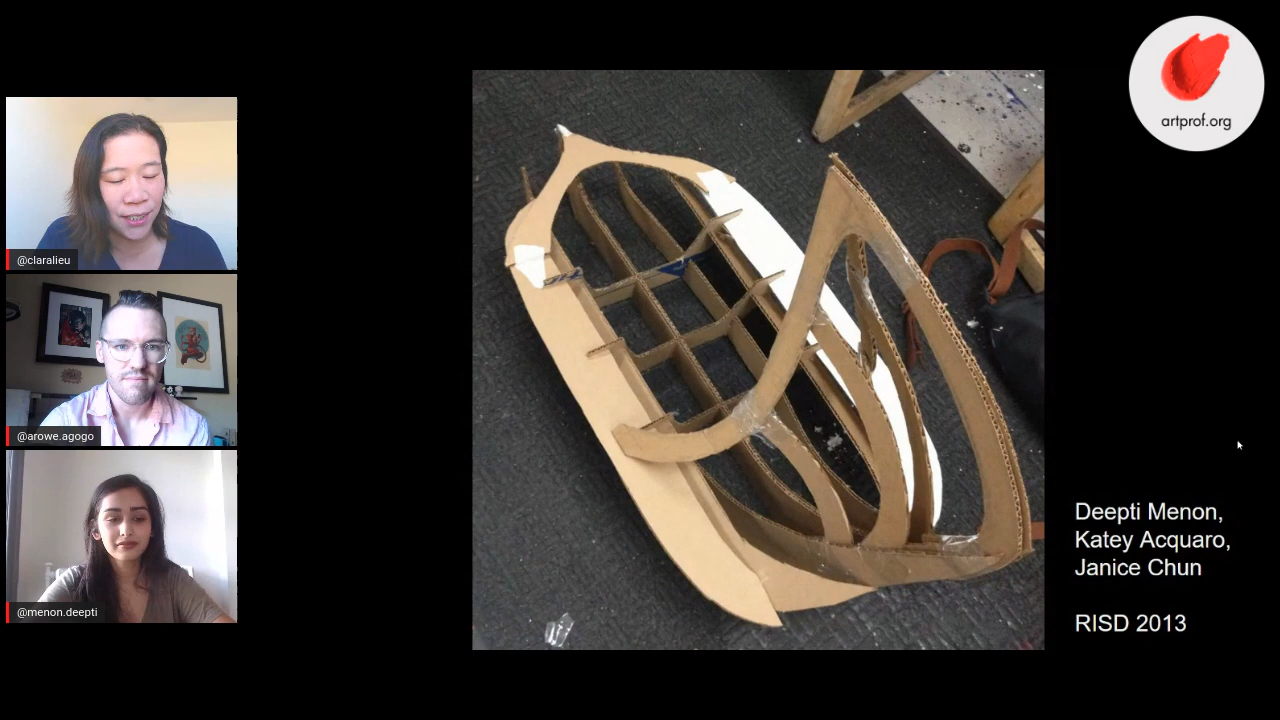 artprof.org
@claralieu
@arowe.agogo
@menon.deepti
Deepti Menon,
Katey Acquaro,
Janice Chun
RISD 2013